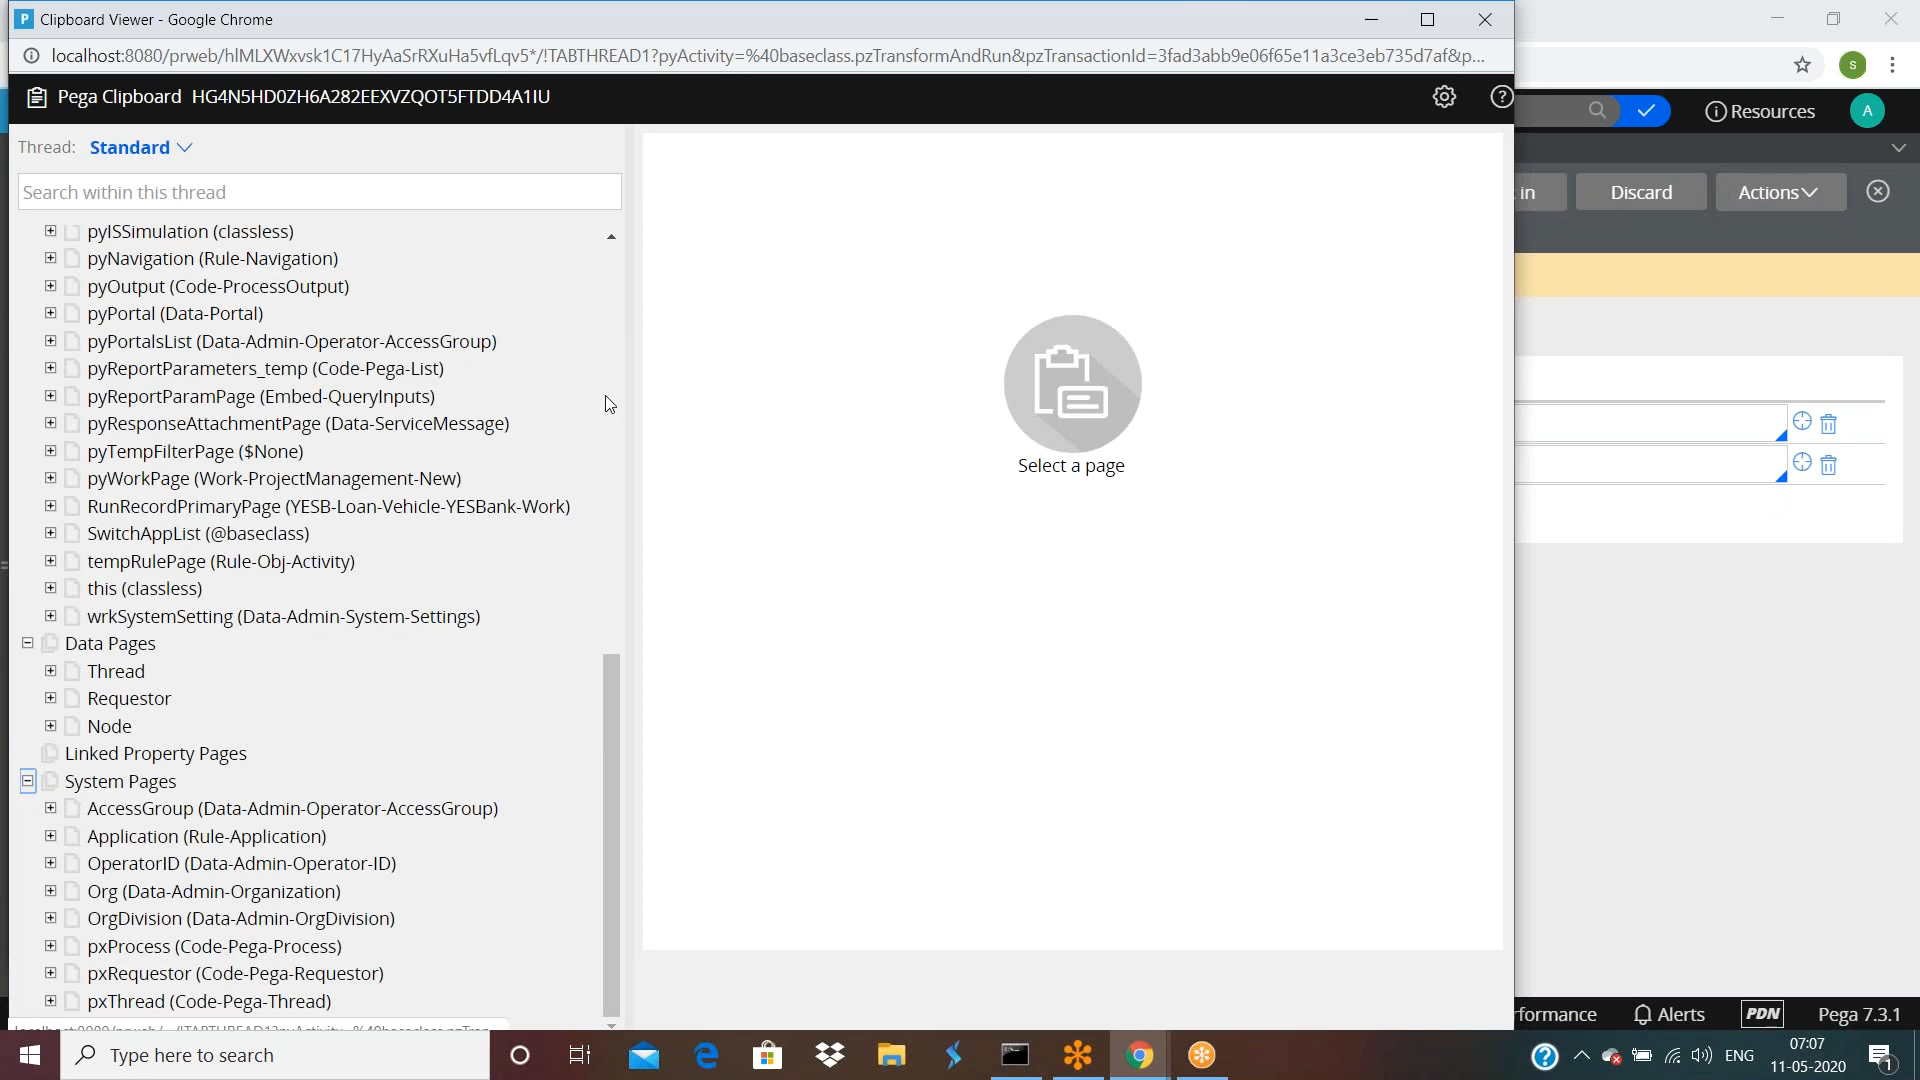 Clipboard Viewer - Google Chrome
localhost:8080/prweb/hlMLXWxvsk1C17HyAaSrRXuHa5vfLqv5*/!TABTHREAD1?pyActivity=%40baseclass.pzTransformAndRun&pzTransactionId=3fad3abb9e06f65e11a3ce3eb735d7af&p...
Pega Clipboard HG4N5HD0ZH6A282EEXVZQOT5FTDD4A1IU
Resources
A
S
Thread: Standard
in
Discard
Actions
Search within this thread
pyISSimulation (classless)
pyNavigation (Rule-Navigation)
pyOutput (Code-ProcessOutput)
pyPortal (Data-Portal)
pyPortalsList (Data-Admin-Operator-AccessGroup)
pyReportParameters_temp (Code-Pega-List)
pyReportParamPage (Embed-QueryInputs)
pyResponseAttachmentPage (Data-ServiceMessage)
pyTempFilterPage ($None)
pyWorkPage (Work-ProjectManagement-New)
RunRecordPrimaryPage (YESB-Loan-Vehicle-YESBank-Work)
SwitchAppList (@baseclass)
tempRulePage (Rule-Obj-Activity)
this (classless)
wrkSystemSetting (Data-Admin-System-Settings)
Data Pages
Thread
Requestor
Node
Linked Property Pages
System Pages
AccessGroup (Data-Admin-Operator-AccessGroup)
Application (Rule-Application)
OperatorID (Data-Admin-Operator-ID)
Org (Data-Admin-Organization)
OrgDivision (Data-Admin-OrgDivision)
pxProcess (Code-Pega-Process)
pxRequestor (Code-Pega-Requestor)
pxThread (Code-Pega-Thread)
Select a page
rformance
Alerts
PDN
Pega 7.3.1
Type here to search
ENG
07:07
11-05-2020
1